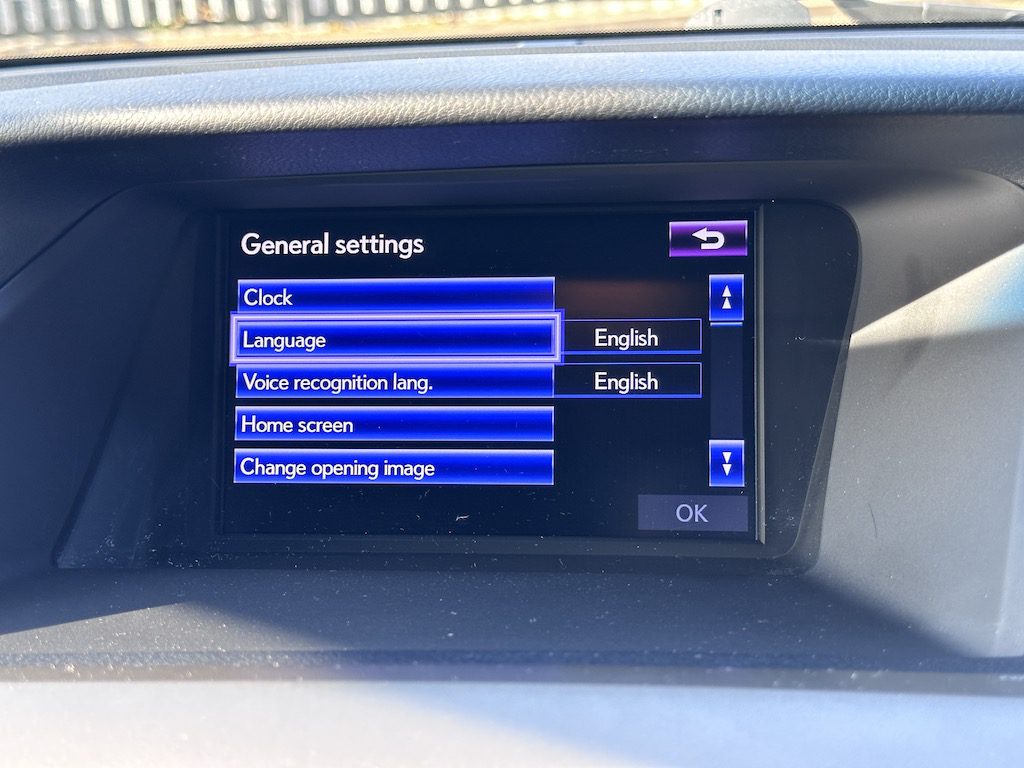 General settings
Clock
Language English
Voice recognition lang. English
Home screen
Change opening image
OK